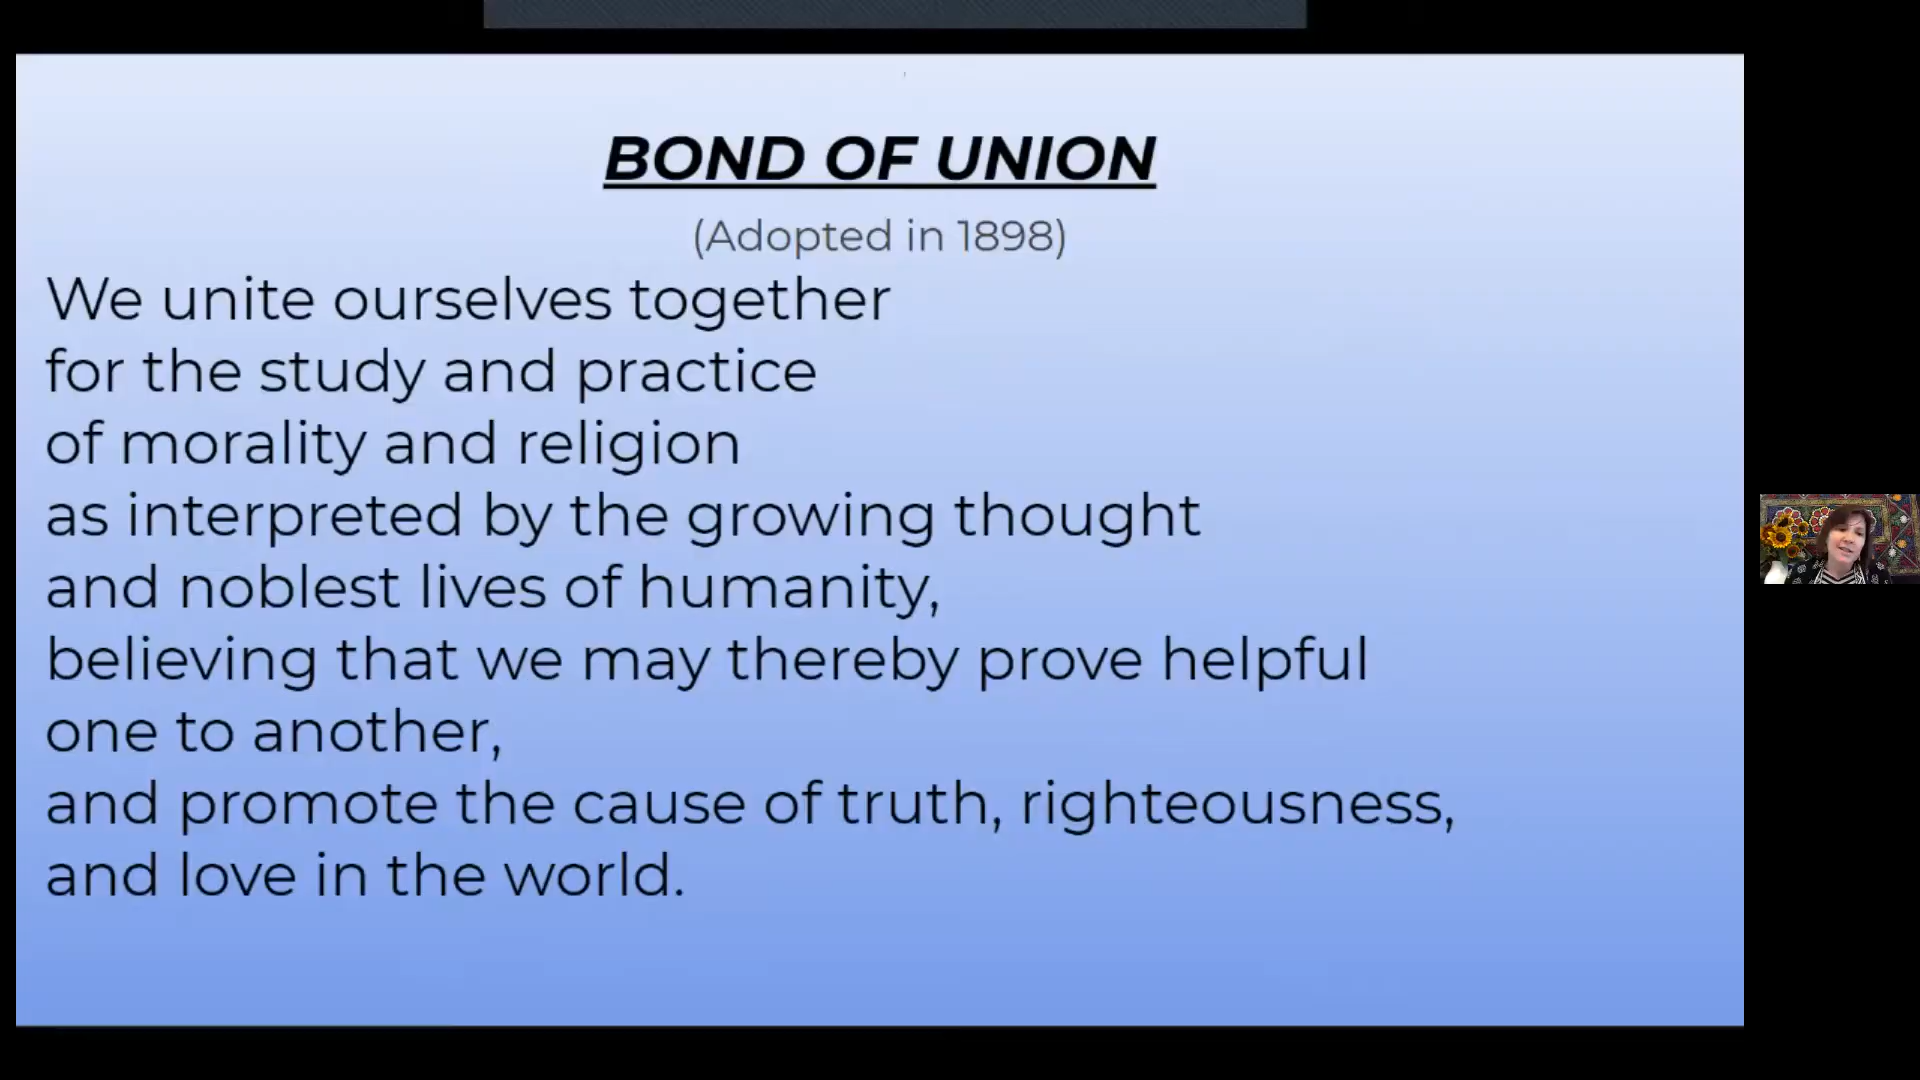 BOND OF UNION
(Adopted in 1898)
We unite ourselves together
for the study and practice
of morality and religion
as interpreted by the growing thought
and noblest lives of humanity,
believing that we may thereby prove helpful
one to another,
and promote the cause of truth, righteousness,
and love in the world.